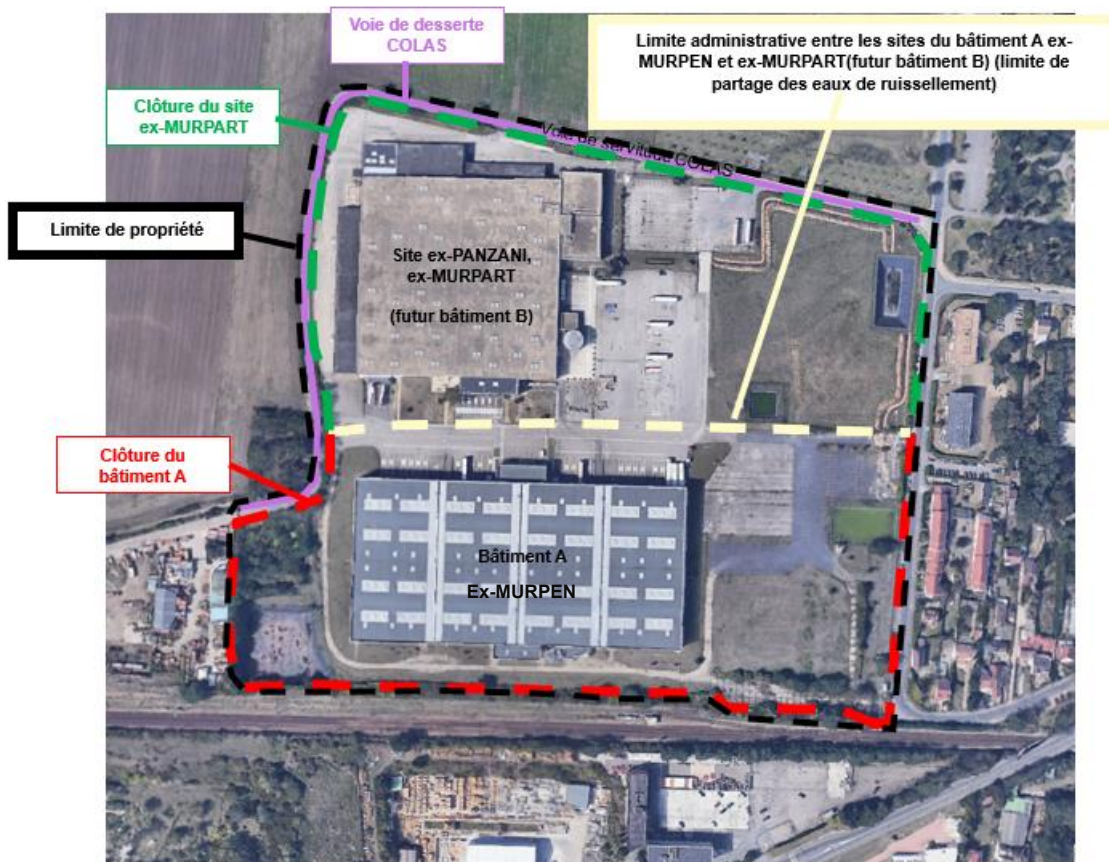 Voie de desserte
COLAS
Limite administrative entre les sites du bâtiment A ex-
MURPEN et ex-MURPART(futur bâtiment B) (limite de
partage des eaux de ruissellement)
Clôture du site
ex-MURPART
Voie de servitude COLAS
Limite de propriété
Site ex-PANZANI,
ex-MURPART
(futur bâtiment B)
Clôture du
bâtiment A
Bâtiment A
Ex-MURPEN